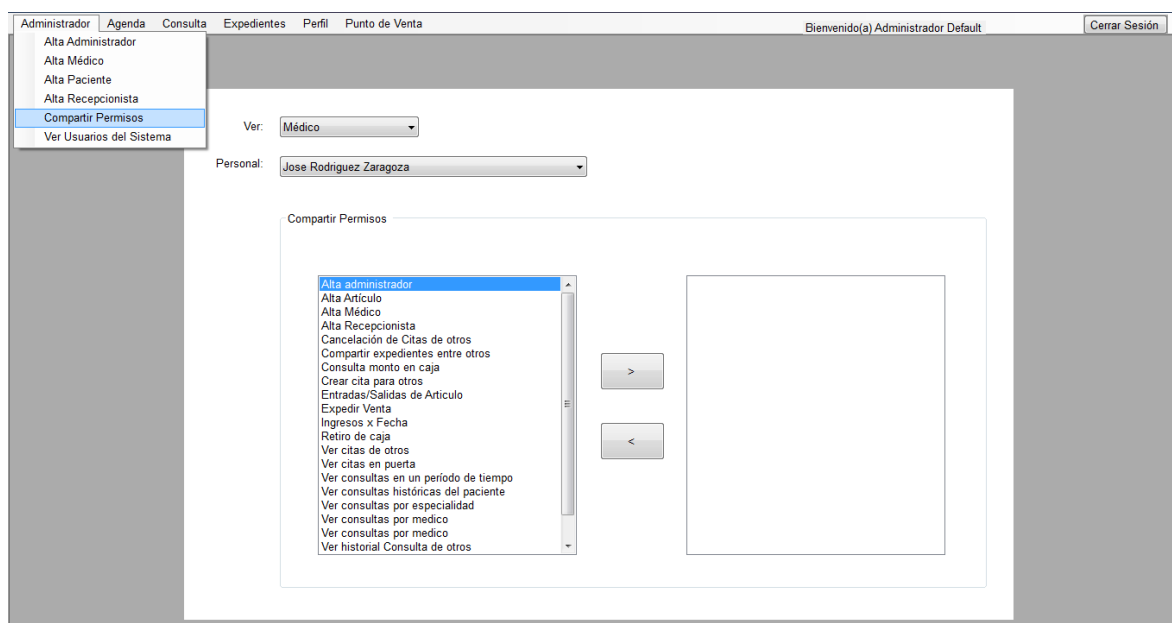 Administrador Agenda Consulta Expedientes Perfil Punto de Venta Bienvenido(a) Administrador Default Cerrar Sesión
Alta Administrador
Alta Médico
Alta Paciente
Alta Recepcionista
Compartir Permisos
Ver Usuarios del Sistema
Ver: Médico
Personal: Jose Rodriguez Zaragoza
Compartir Permisos
Alta administrador
Alta Artículo
Alta Médico
Alta Recepcionista
Cancelación de Citas de otros
Compartir expedientes entre otros
Consulta monto en caja
Crear cita para otros
Entradas/Salidas de Articulo
Expedir Venta
Ingresos x Fecha
Retiro de caja
Ver citas de otros
Ver citas en puerta
Ver consultas en un período de tiempo
Ver consultas históricas del paciente
Ver consultas por especialidad
Ver consultas por medico
Ver consultas por medico
Ver historial Consulta de otros
>
<